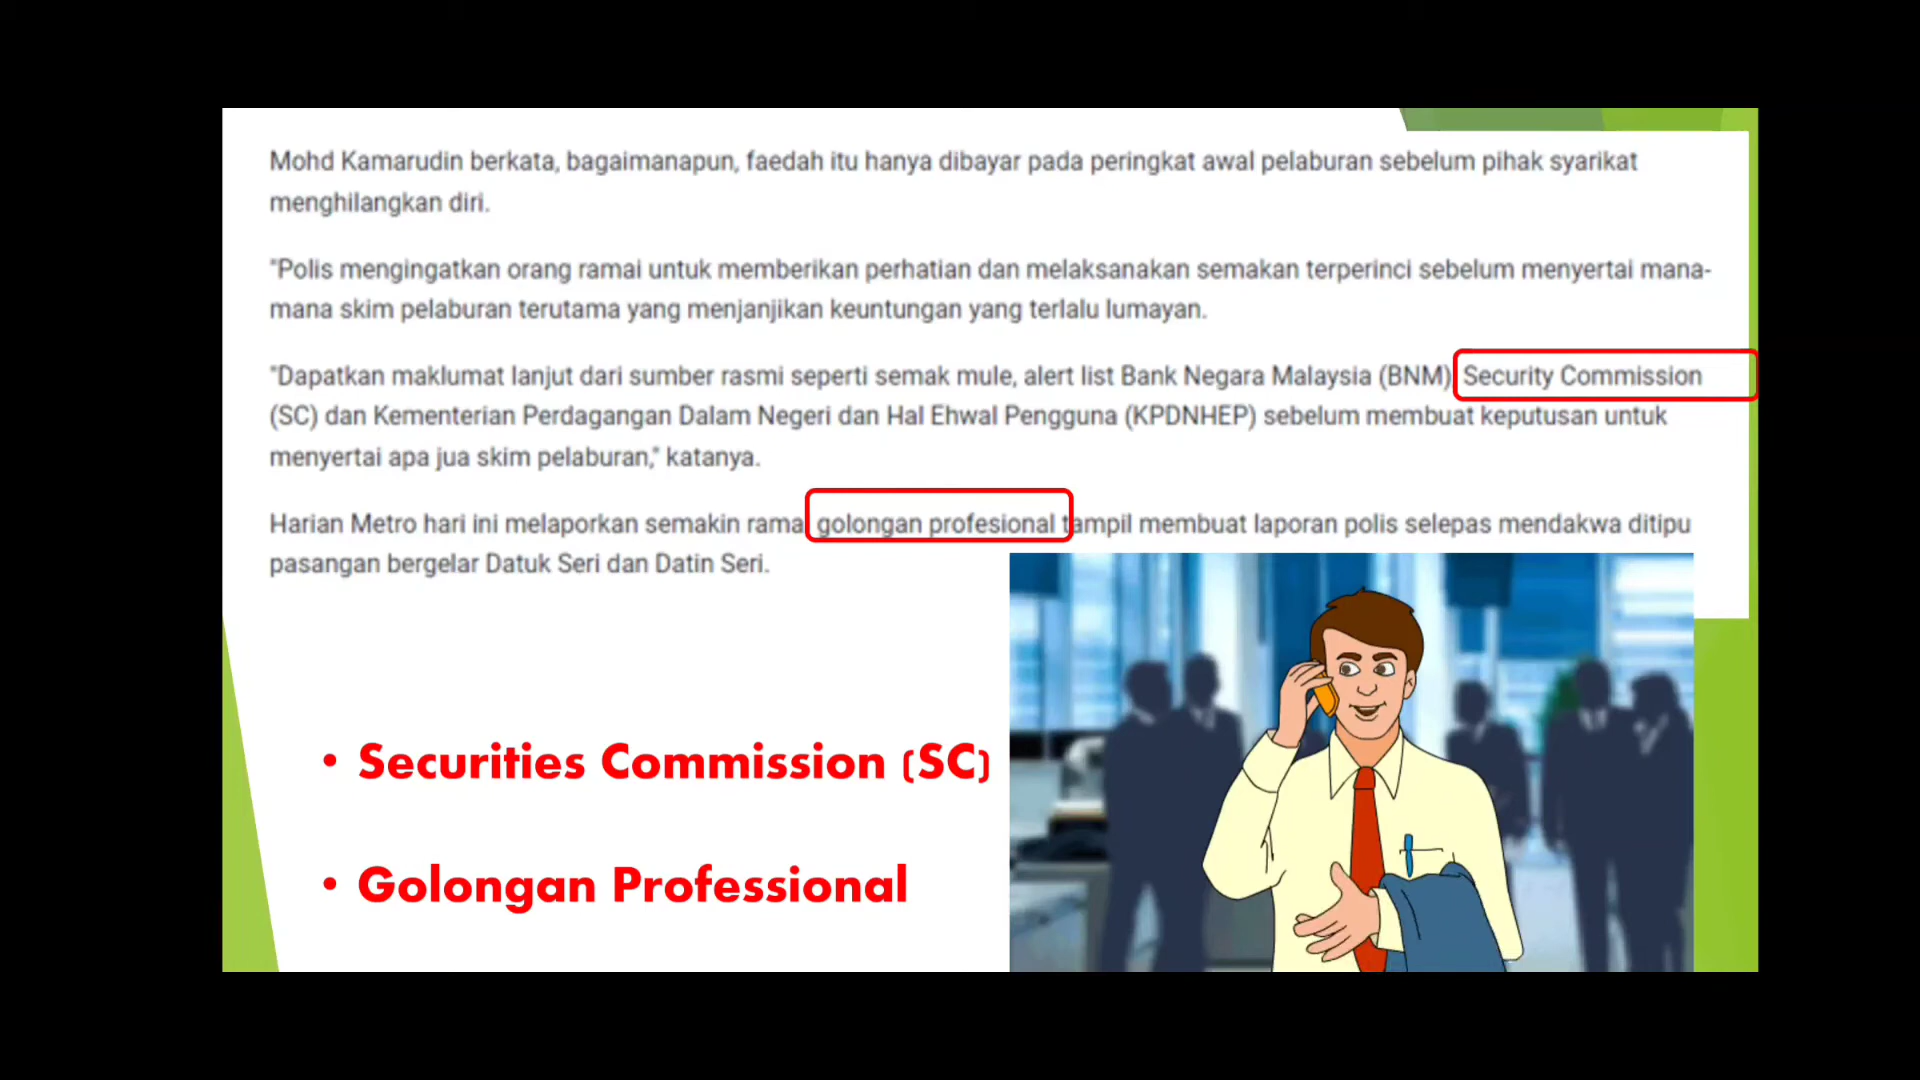 Mohd Kamarudin berkata, bagaimanapun, faedah itu hanya dibayar pada peringkat awal pelaburan sebelum pihak syarikat
menghilangkan diri.
"Polis mengingatkan orang ramai untuk memberikan perhatian dan melaksanakan semakan terperinci sebelum menyertai mana-
mana skim pelaburan terutama yang menjanjikan keuntungan yang terlalu lumayan.
"Dapatkan maklumat lanjut dari sumber rasmi seperti semak mule, alert list Bank Negara Malaysia (BNM) Security Commission
(SC) dan Kementerian Perdagangan Dalam Negeri dan Hal Ehwal Pengguna (KPDNHEP) sebelum membuat keputusan untuk
menyertai apa jua skim pelaburan," katanya.
Harian Metro hari ini melaporkan semakin rama golongan profesional tampil membuat laporan polis selepas mendakwa ditipu
pasangan bergelar Datuk Seri dan Datin Seri.
• Securities Commission (SC)
• Golongan Professional